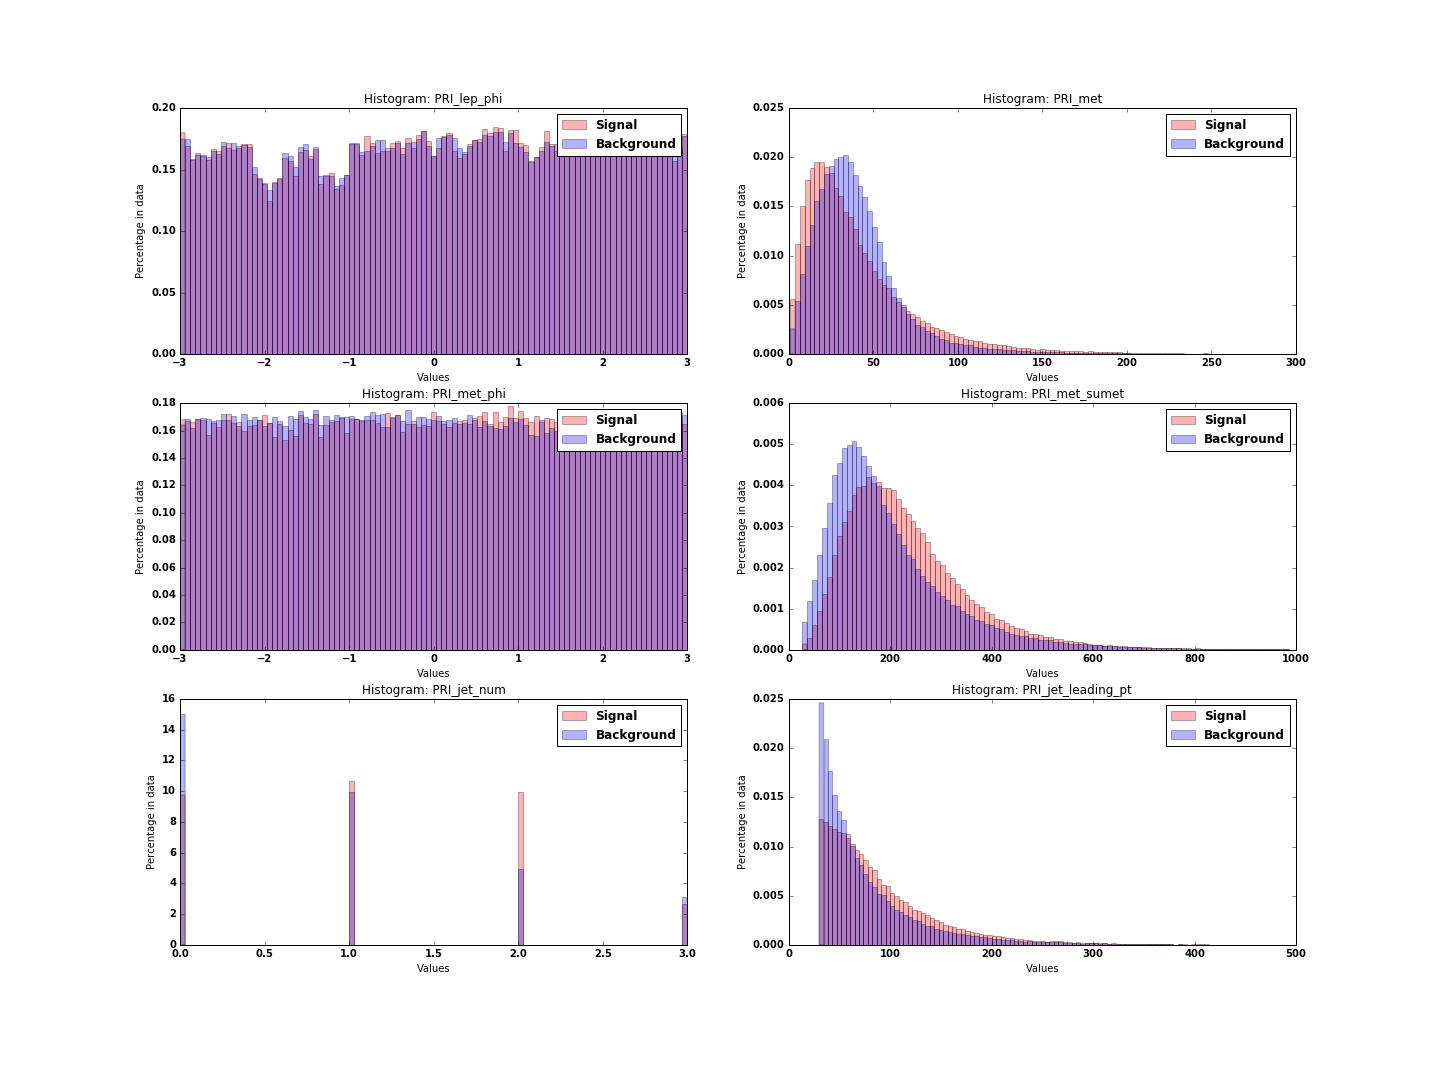 Histogram: PRI_lep_phi
0.20
0.15
0.10
0.05
0.00
Percentage in data
−3 −2 −1 0 1 2 3
Values
Signal
Background
Histogram: PRI_met
0.025
0.020
0.015
0.010
0.005
0.000
Percentage in data
0 50 100 150 200 250 300
Values
Signal
Background
Histogram: PRI_met_phi
0.18
0.16
0.14
0.12
0.10
0.08
0.06
0.04
0.02
0.00
Percentage in data
−3 −2 −1 0 1 2 3
Values
Signal
Background
Histogram: PRI_met_sumet
0.006
0.005
0.004
0.003
0.002
0.001
0.000
Percentage in data
0 200 400 600 800 1000
Values
Signal
Background
Histogram: PRI_jet_num
16
14
12
10
8
6
4
2
0
Percentage in data
0.0 0.5 1.0 1.5 2.0 2.5 3.0
Values
Signal
Background
Histogram: PRI_jet_leading_pt
0.025
0.020
0.015
0.010
0.005
0.000
Percentage in data
0 100 200 300 400 500
Values
Signal
Background